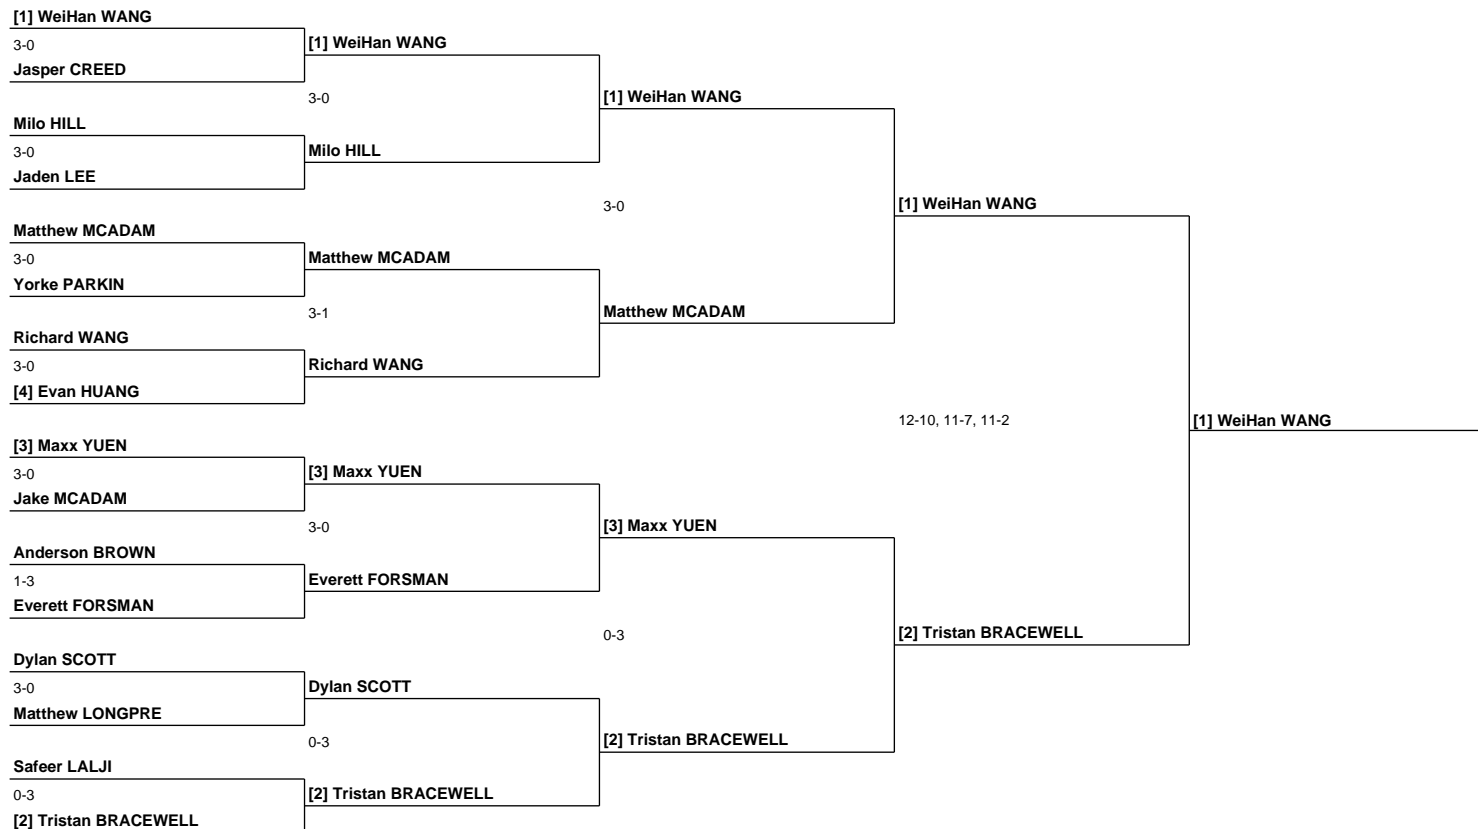 [1] WeiHan WANG
3-0
Jasper CREED
Milo HILL
3-0
Jaden LEE
Matthew MCADAM
3-0
Yorke PARKIN
Richard WANG
3-0
[4] Evan HUANG
[3] Maxx YUEN
3-0
Jake MCADAM
Anderson BROWN
1-3
Everett FORSMAN
Dylan SCOTT
3-0
Matthew LONGPRE
Safeer LALJI
0-3
[2] Tristan BRACEWELL
[1] WeiHan WANG
3-0
Milo HILL
Matthew MCADAM
3-1
Richard WANG
[3] Maxx YUEN
3-0
Everett FORSMAN
Dylan SCOTT
0-3
[2] Tristan BRACEWELL
[1] WeiHan WANG
3-0
Matthew MCADAM
[3] Maxx YUEN
0-3
[2] Tristan BRACEWELL
[1] WeiHan WANG
12-10, 11-7, 11-2
[2] Tristan BRACEWELL
[1] WeiHan WANG